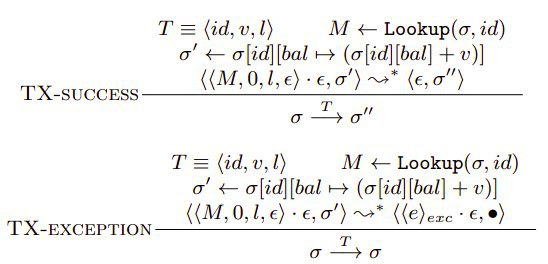 T ≡ ⟨id, v, l⟩ M ← Lookup(σ, id)
σ′ ← σ[id][bal ↦ (σ[id][bal] + v)]
⟨⟨M, 0, l, ϵ⟩ · ϵ, σ′⟩ ⇝* ⟨ϵ, σ′′⟩
TX-SUCCESS
σ —T→ σ′′
T ≡ ⟨id, v, l⟩ M ← Lookup(σ, id)
σ′ ← σ[id][bal ↦ (σ[id][bal] + v)]
⟨⟨M, 0, l, ϵ⟩ · ϵ, σ′⟩ ⇝* ⟨⟨e⟩exc · ϵ, •⟩
TX-EXCEPTION
σ —T→ σ